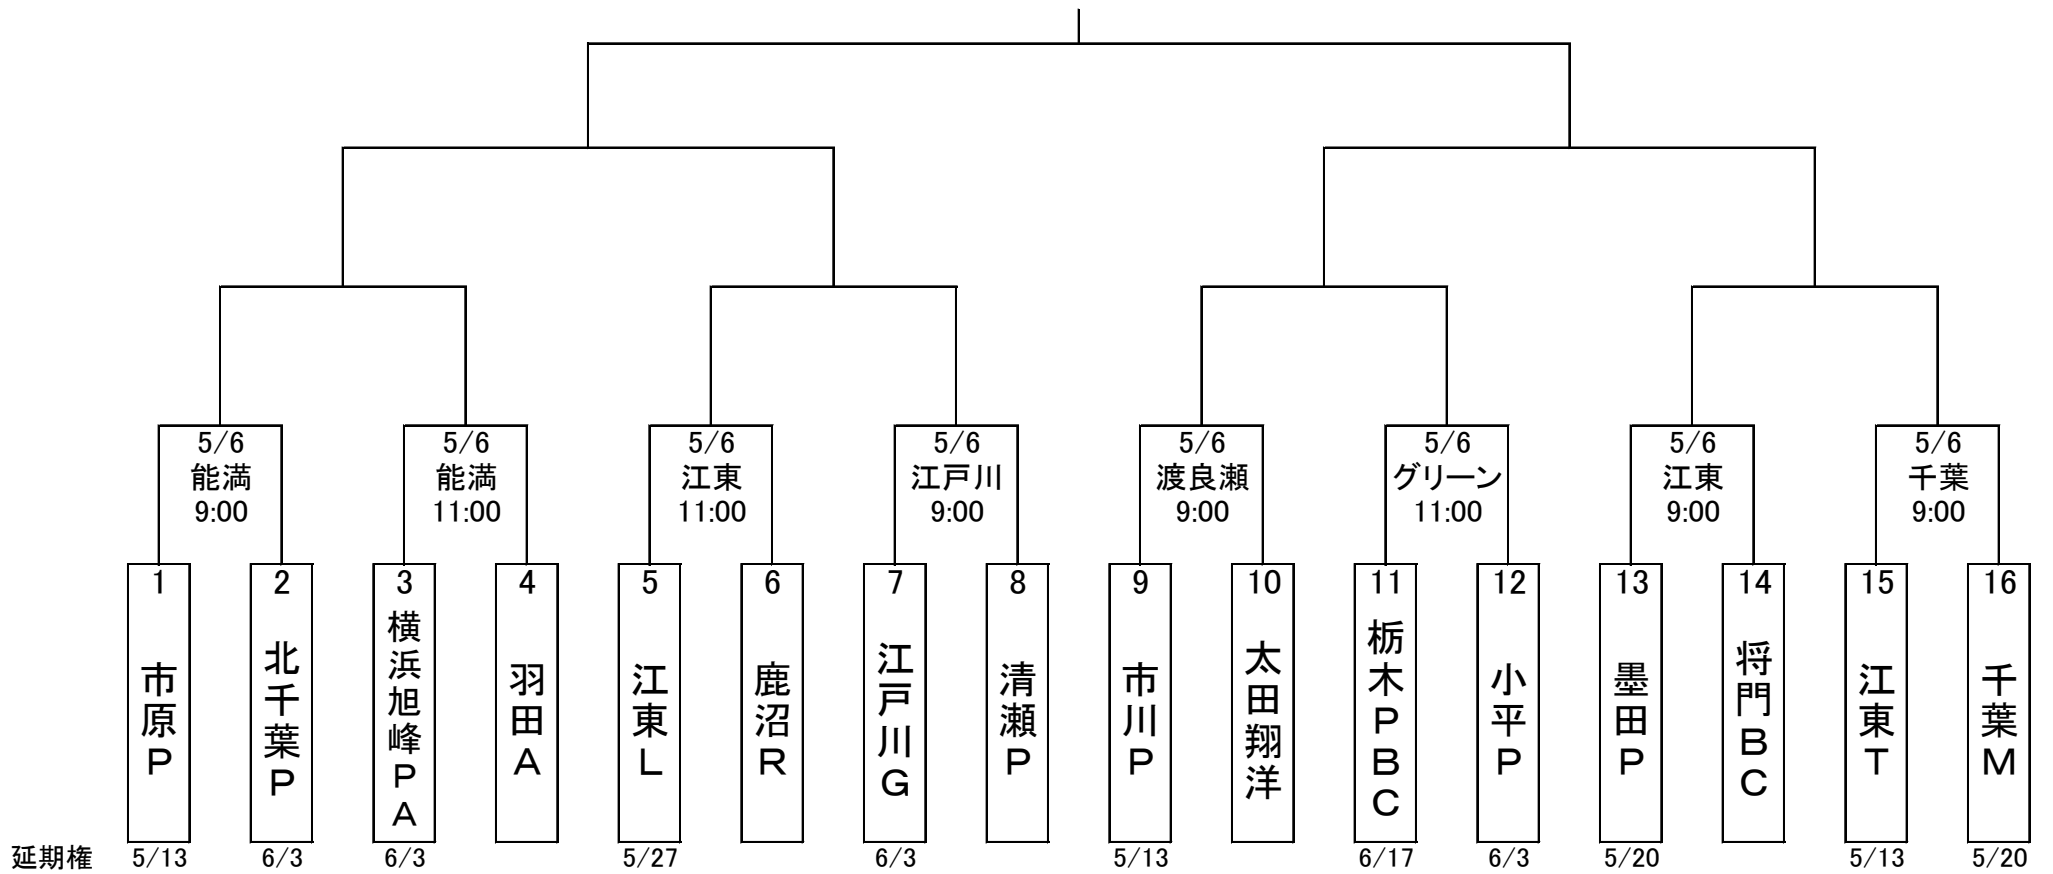 5/6
能満
9:00
5/6
能満
11:00
5/6
江東
11:00
5/6
江戸川
9:00
5/6
渡良瀬
9:00
5/6
グリーン
11:00
5/6
江東
9:00
5/6
千葉
9:00
1
市原P
2
北千葉P
3
横浜旭峰PA
4
羽田A
5
江東L
6
鹿沼R
7
江戸川G
8
清瀬P
9
市川P
10
太田翔洋
11
栃木PBC
12
小平P
13
墨田P
14
将門BC
15
江東T
16
千葉M
延期権 5/13 6/3 6/3 5/27 6/3 5/13 6/17 6/3 5/20 5/13 5/20